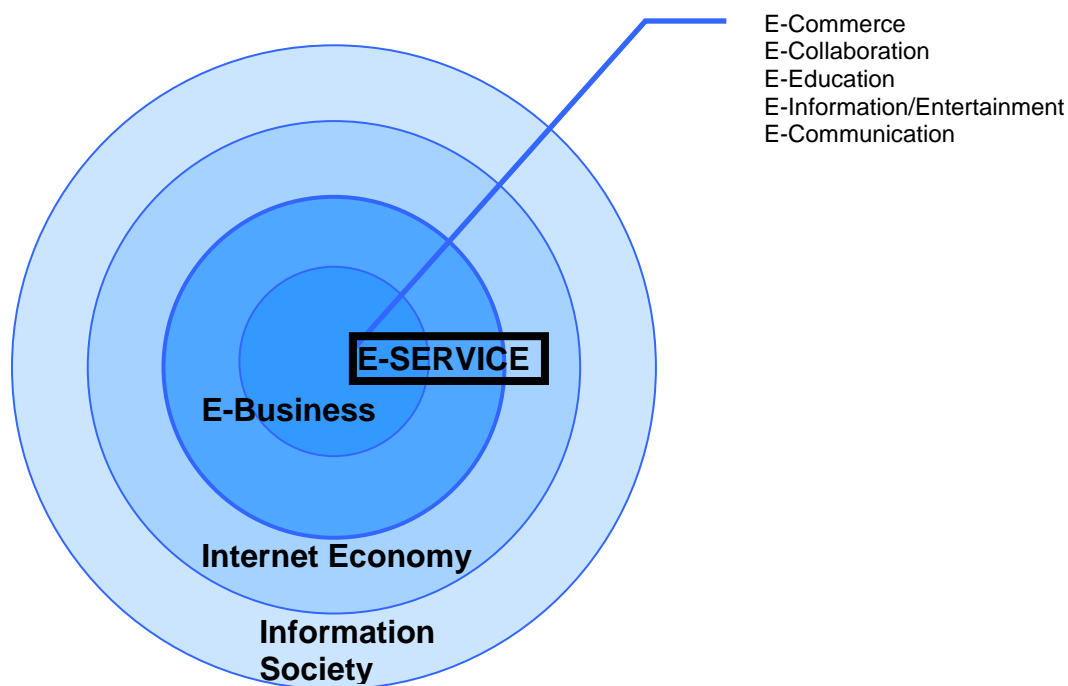 E-Commerce
E-Collaboration
E-Education
E-Information/Entertainment
E-Communication
E-SERVICE
E-Business
Internet Economy
Information
Society